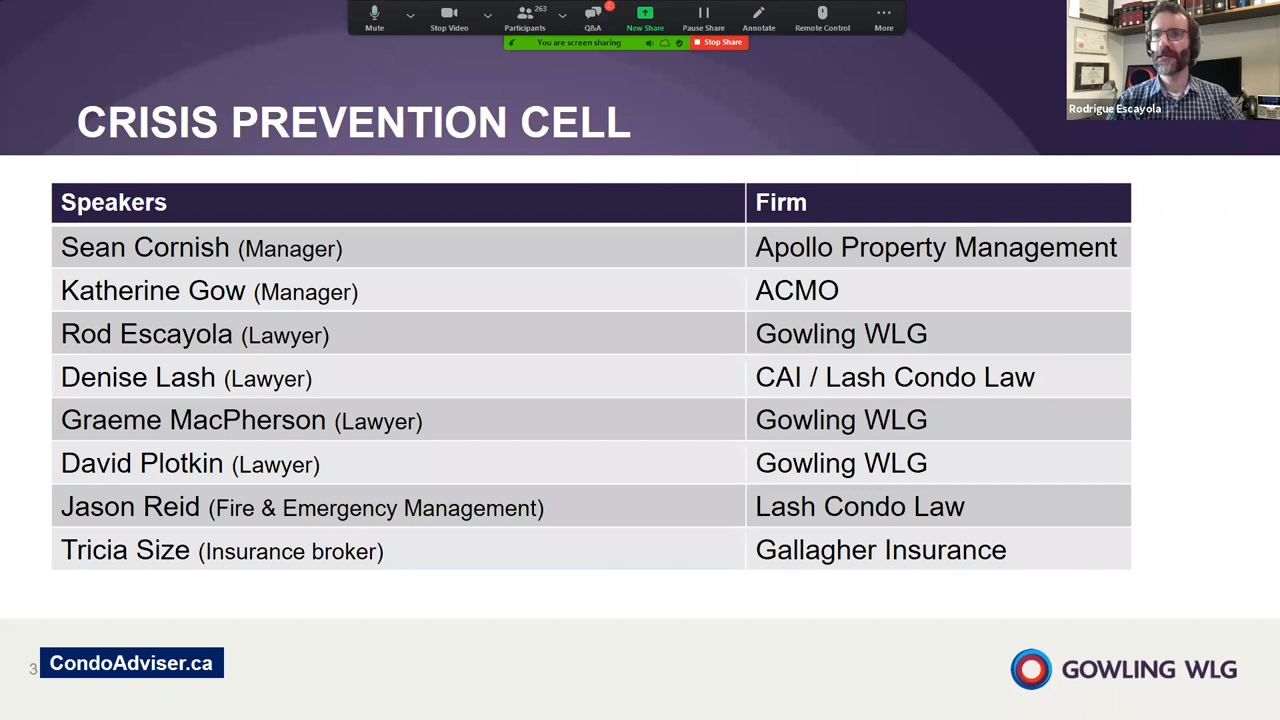 Mute
Stop Video
Participants
263
Q&A
2
New Share
Pause Share
Annotate
Remote Control
More
You are screen sharing
Stop Share
Rodrigue Escayola
CRISIS PREVENTION CELL
Speakers Firm
Sean Cornish (Manager) Apollo Property Management
Katherine Gow (Manager) ACMO
Rod Escayola (Lawyer) Gowling WLG
Denise Lash (Lawyer) CAI / Lash Condo Law
Graeme MacPherson (Lawyer) Gowling WLG
David Plotkin (Lawyer) Gowling WLG
Jason Reid (Fire & Emergency Management) Lash Condo Law
Tricia Size (Insurance broker) Gallagher Insurance
3
CondoAdviser.ca
GOWLING WLG